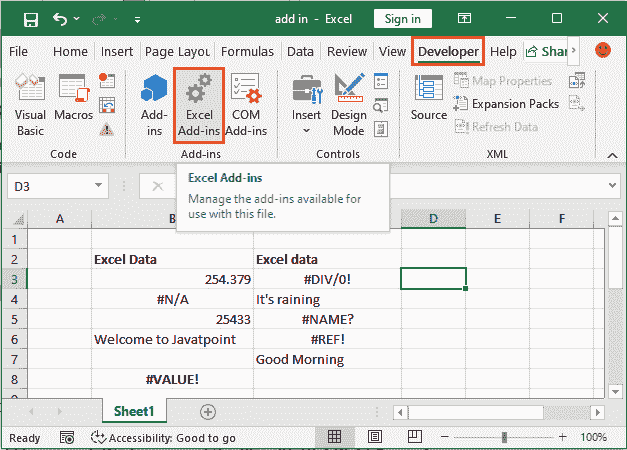 add in - Excel
Sign in
File Home Insert Page Layou Formulas Data Review View Developer Help Shar
Visual Basic
Macros
Add-ins
Excel Add-ins
COM Add-ins
Insert
Design Mode
Source
Map Properties
Expansion Packs
Refresh Data
Code Add-ins Controls XML
D3
Excel Add-ins
Manage the add-ins available for
use with this file.
A B D E F
1
2 Excel Data Excel data
3 254.379 #DIV/0!
4 #N/A It's raining
5 25433 #NAME?
6 Welcome to Javatpoint #REF!
7 Good Morning
8 #VALUE!
Sheet1
Ready Accessibility: Good to go 100%